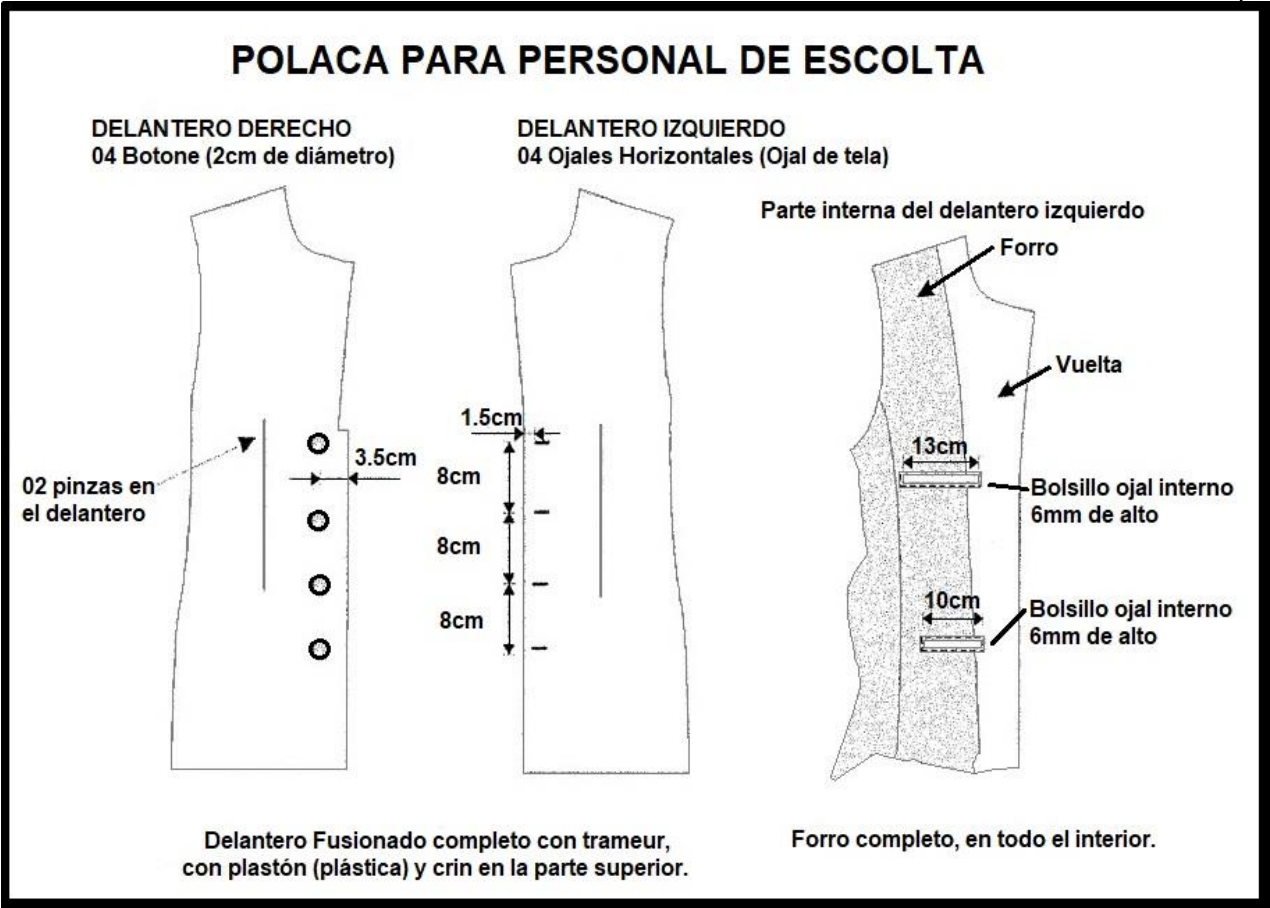 POLACA PARA PERSONAL DE ESCOLTA
DELANTERO DERECHO
04 Botone (2cm de diámetro)
DELANTERO IZQUIERDO
04 Ojales Horizontales (Ojal de tela)
Parte interna del delantero izquierdo
Forro
Vuelta
1.5cm
3.5cm
8cm
8cm
8cm
02 pinzas en
el delantero
13cm
Bolsillo ojal interno
6mm de alto
10cm
Bolsillo ojal interno
6mm de alto
Delantero Fusionado completo con trameur,
con plastón (plástica) y crin en la parte superior.
Forro completo, en todo el interior.